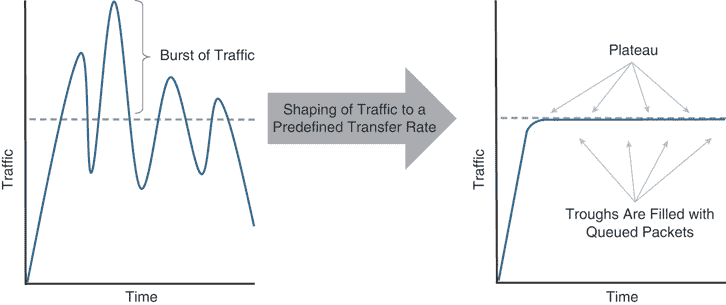 Burst of Traffic
Traffic
Time
Shaping of Traffic to a
Predefined Transfer Rate
Plateau
Traffic
Troughs Are Filled with
Queued Packets
Time